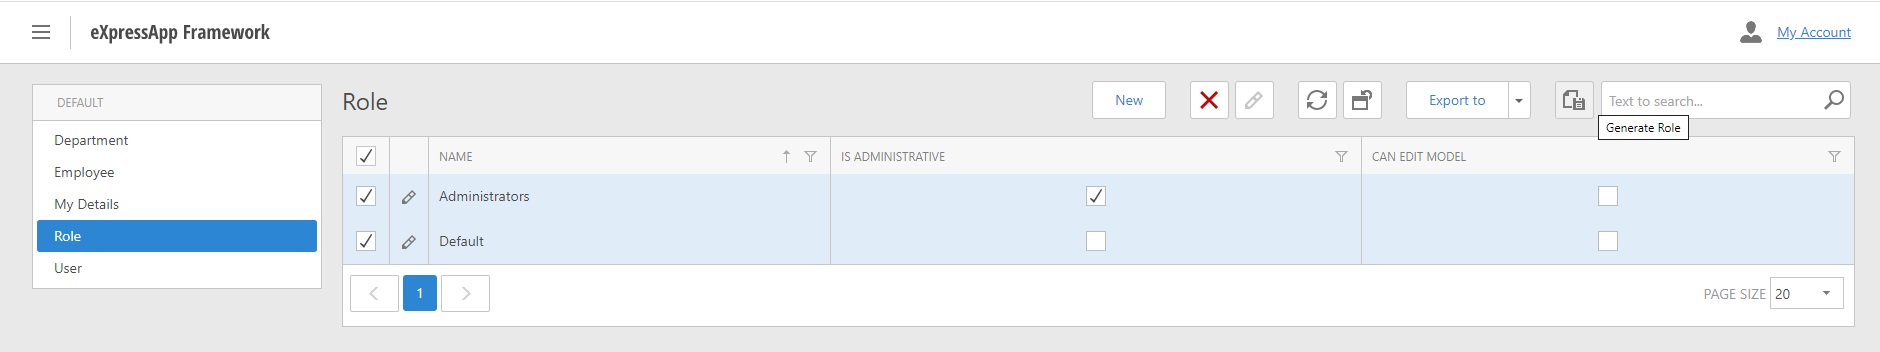 eXpressApp Framework
My Account
DEFAULT
Department
Employee
My Details
Role
User
Role
New
Export to
Text to search...
Generate Role
NAME
IS ADMINISTRATIVE
CAN EDIT MODEL
Administrators
Default
1
PAGE SIZE 20